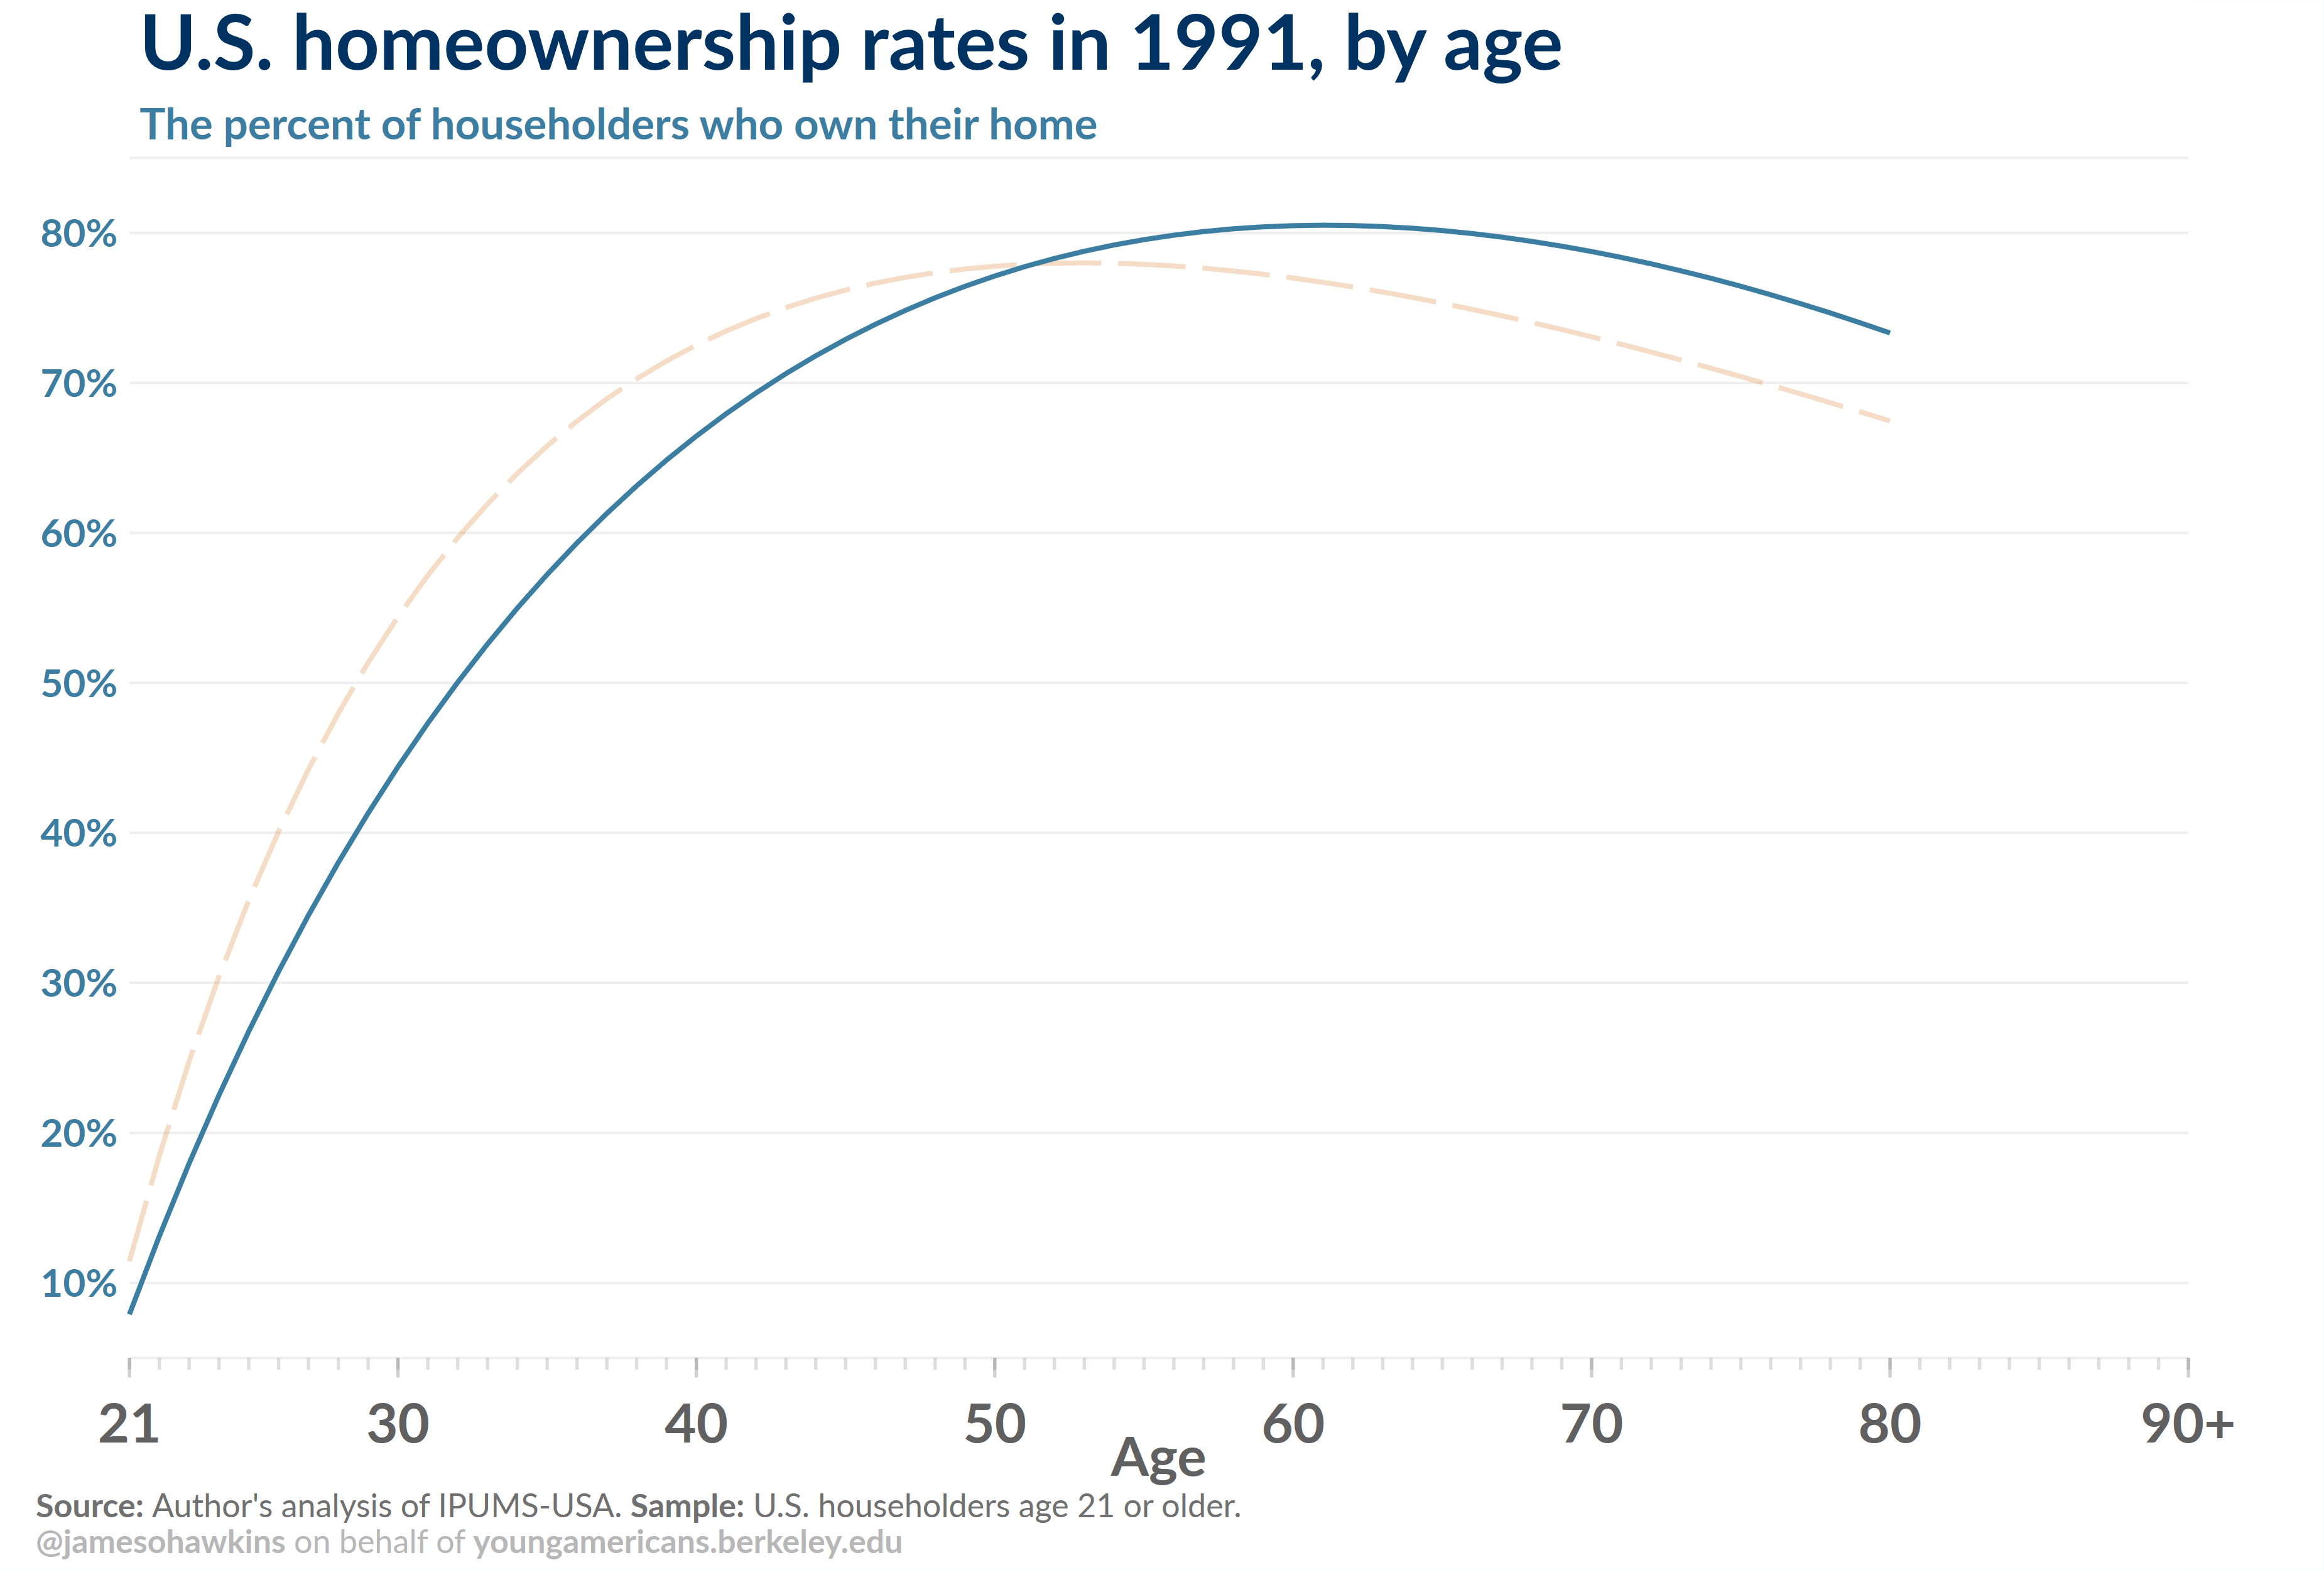 U.S. homeownership rates in 1991, by age
The percent of householders who own their home
80%
70%
60%
50%
40%
30%
20%
10%
21 30 40 50 60 70 80 90+
Age
Source: Author's analysis of IPUMS-USA. Sample: U.S. householders age 21 or older.
@jamesohawkins on behalf of youngamericans.berkeley.edu